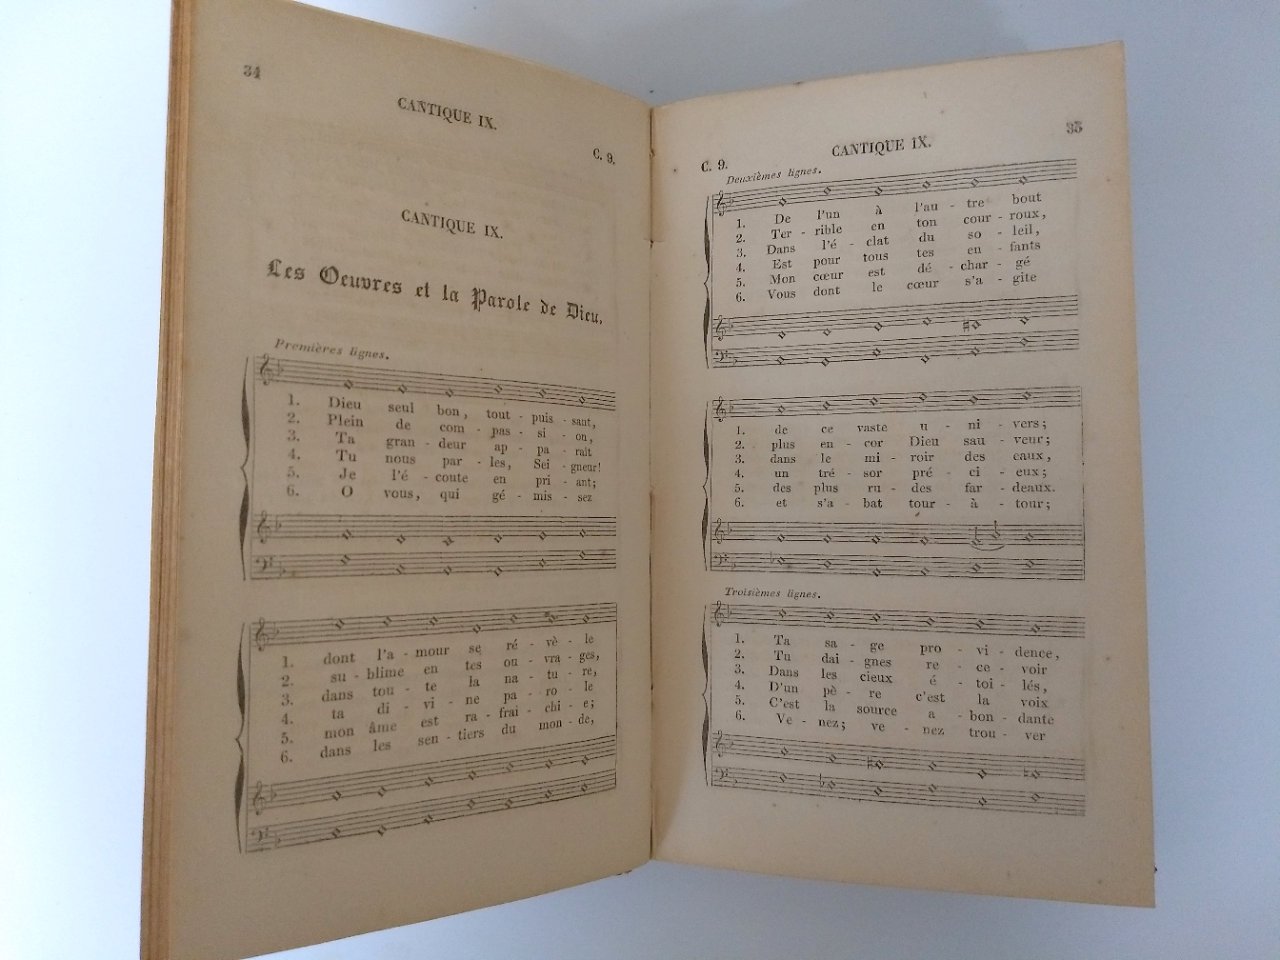 34
CANTIQUE IX.
C. 9.
CANTIQUE IX.
Les Oeuvres et la Parole de Dieu.
Premières lignes.
1. Dieu seul bon, tout - puis - sant,
2. Plein de com - pas - si - on,
3. Ta gran - deur ap - pa - raît
4. Tu nous par - les, Sei - gneur!
5. Je l'é - coute en pri - ant;
6. O vous, qui gé - mis - sez
1. dont l'a - mour se ré - vè - le
2. su - blime en tes ou - vra - ges,
3. dans tou - te la na - tu - re,
4. ta di - vi - ne pa - ro - le
5. mon âme est ra - frai - chi - e;
6. dans les sen - tiers du mon - de,
35
CANTIQUE IX.
C. 9.
Deuxièmes lignes.
1. De l'un à l'au - tre bout
2. Ter - rible en ton cour - roux,
3. Dans l'é - clat du so - leil,
4. Est pour tous tes en - fants
5. Mon cœur est dé - char - gé
6. Vous dont le cœur s'a - gite
1. de ce vaste u - ni - vers;
2. plus en - cor Dieu sau - veur;
3. dans le mi - roir des eaux,
4. un tré - sor pré - ci - eux;
5. des plus ru - des far - deaux.
6. et s'a - bat tour - à - tour;
Troisièmes lignes.
1. Ta sa - ge pro - vi - dence,
2. Tu dai - gnes re - ce - voir
3. Dans les cieux é - toi - lés,
4. D'un pè - re c'est la voix
5. C'est la source a - bon - dante
6. Ve - nez; ve - nez trou - ver